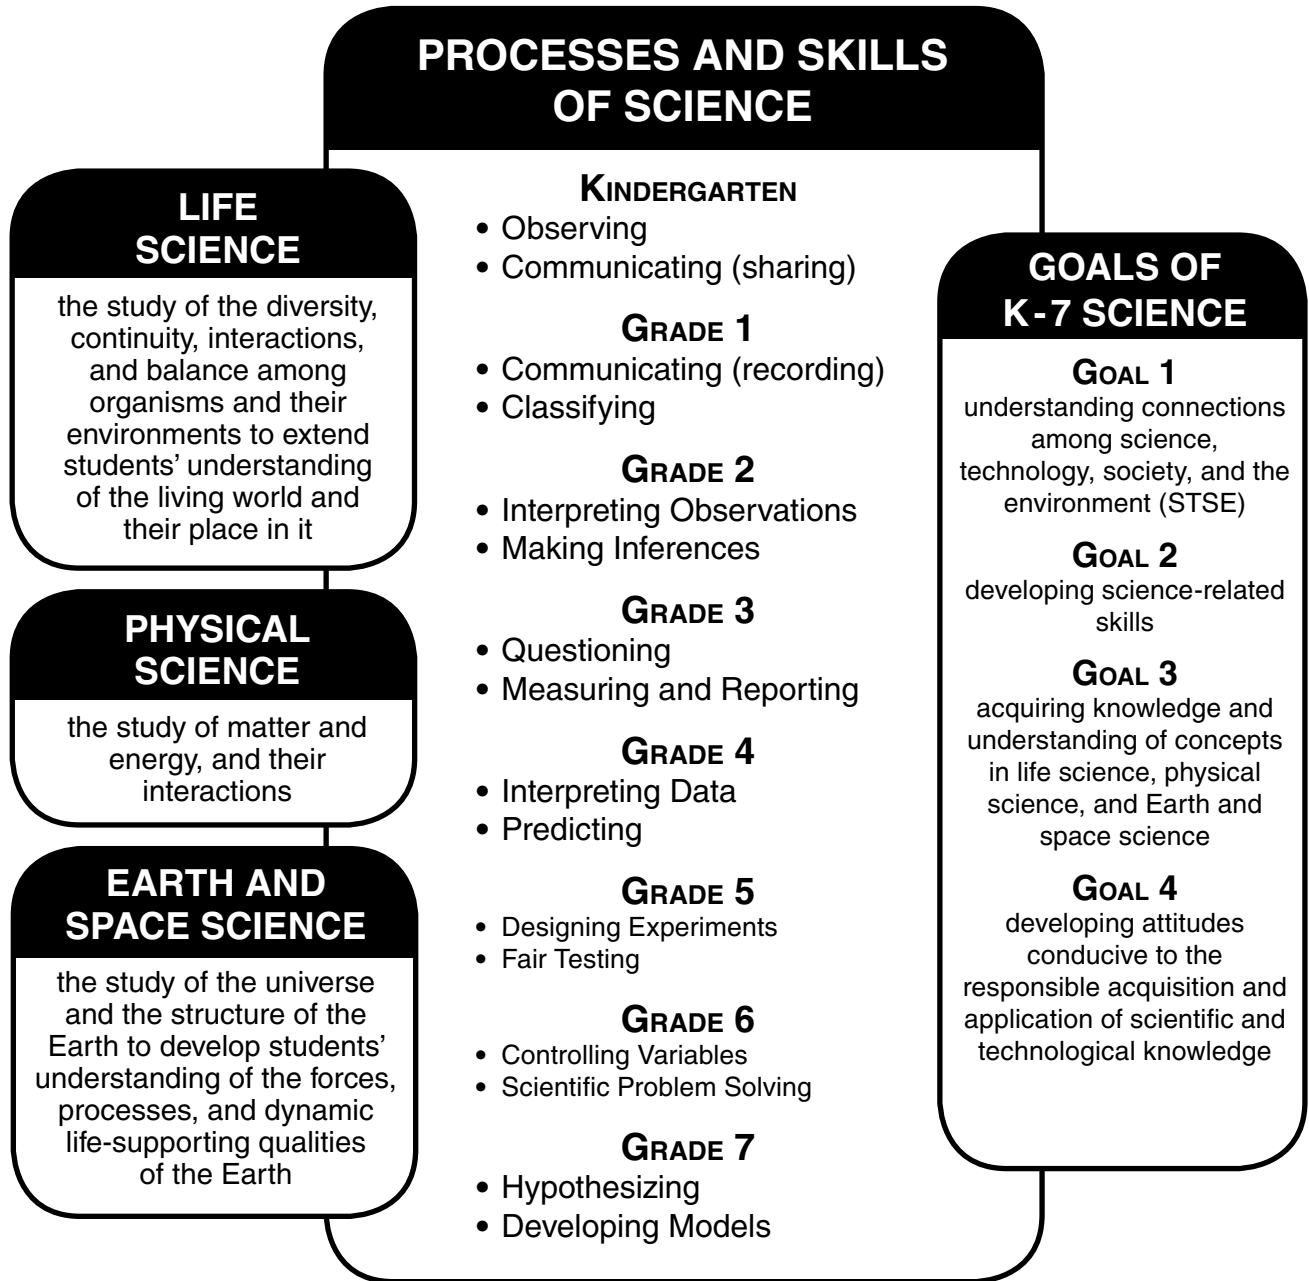 PROCESSES AND SKILLS
OF SCIENCE
LIFE
SCIENCE
the study of the diversity,
continuity, interactions,
and balance among
organisms and their
environments to extend
students’ understanding
of the living world and
their place in it
PHYSICAL
SCIENCE
the study of matter and
energy, and their
interactions
EARTH AND
SPACE SCIENCE
the study of the universe
and the structure of the
Earth to develop students’
understanding of the forces,
processes, and dynamic
life-supporting qualities
of the Earth
KINDERGARTEN
• Observing
• Communicating (sharing)
GRADE 1
• Communicating (recording)
• Classifying
GRADE 2
• Interpreting Observations
• Making Inferences
GRADE 3
• Questioning
• Measuring and Reporting
GRADE 4
• Interpreting Data
• Predicting
GRADE 5
• Designing Experiments
• Fair Testing
GRADE 6
• Controlling Variables
• Scientific Problem Solving
GRADE 7
• Hypothesizing
• Developing Models
GOALS OF
K-7 SCIENCE
GOAL 1
understanding connections
among science,
technology, society, and the
environment (STSE)
GOAL 2
developing science-related
skills
GOAL 3
acquiring knowledge and
understanding of concepts
in life science, physical
science, and Earth and
space science
GOAL 4
developing attitudes
conducive to the
responsible acquisition and
application of scientific and
technological knowledge